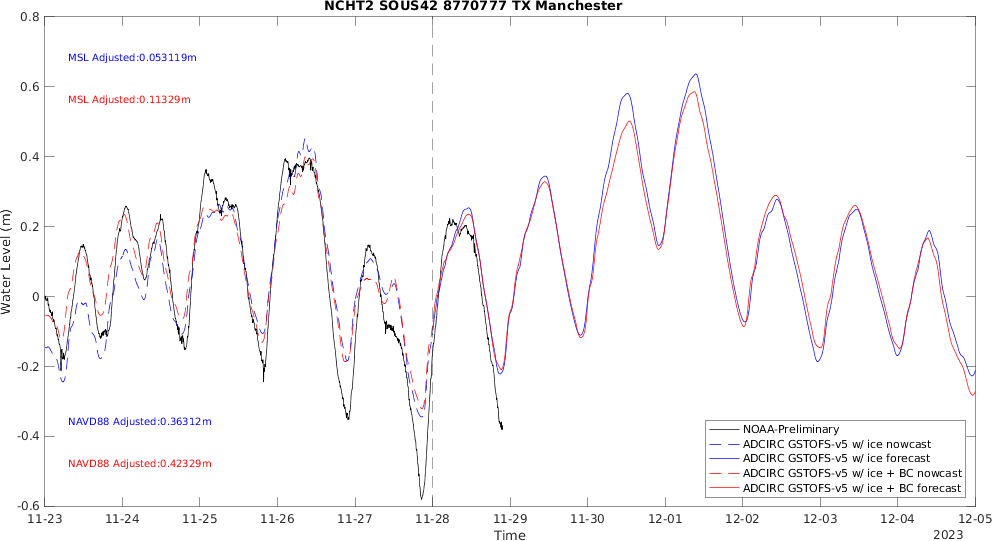 NCHT2 SOUS42 8770777 TX Manchester
0.8
0.6
0.4
0.2
0
-0.2
-0.4
-0.6
Water Level (m)
MSL Adjusted:0.053119m
MSL Adjusted:0.11329m
NAVD88 Adjusted:0.36312m
NAVD88 Adjusted:0.42329m
NOAA-Preliminary
ADCIRC GSTOFS-v5 w/ ice nowcast
ADCIRC GSTOFS-v5 w/ ice forecast
ADCIRC GSTOFS-v5 w/ ice + BC nowcast
ADCIRC GSTOFS-v5 w/ ice + BC forecast
11-23 11-24 11-25 11-26 11-27 11-28 11-29 11-30 12-01 12-02 12-03 12-04 12-05
Time
2023